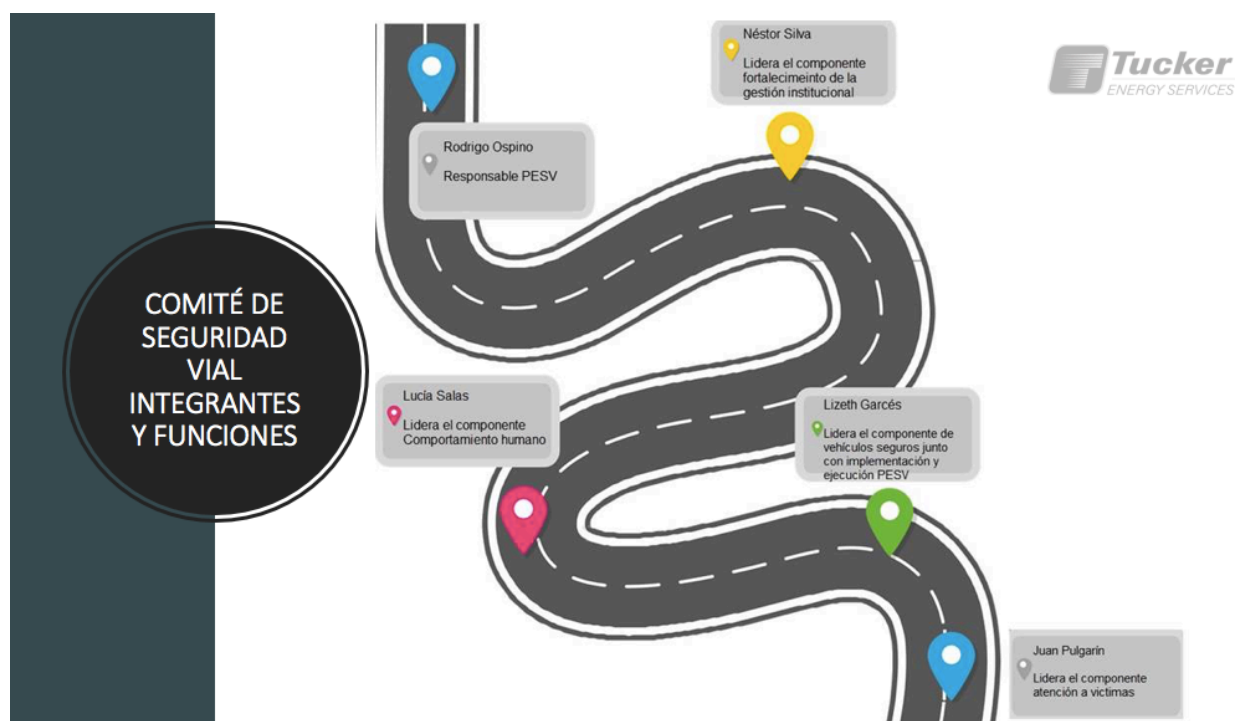 COMITÉ DE
SEGURIDAD
VIAL
INTEGRANTES
Y FUNCIONES
Tucker
ENERGY SERVICES
Néstor Silva
Lidera el componente
fortalecimeinto de la
gestión institucional
Rodrigo Ospino
Responsable PESV
Lucía Salas
Lidera el componente
Comportamiento humano
Lizeth Garcés
Lidera el componente de
vehículos seguros junto
con implementación y
ejecución PESV
Juan Pulgarín
Lidera el componente
atención a victimas